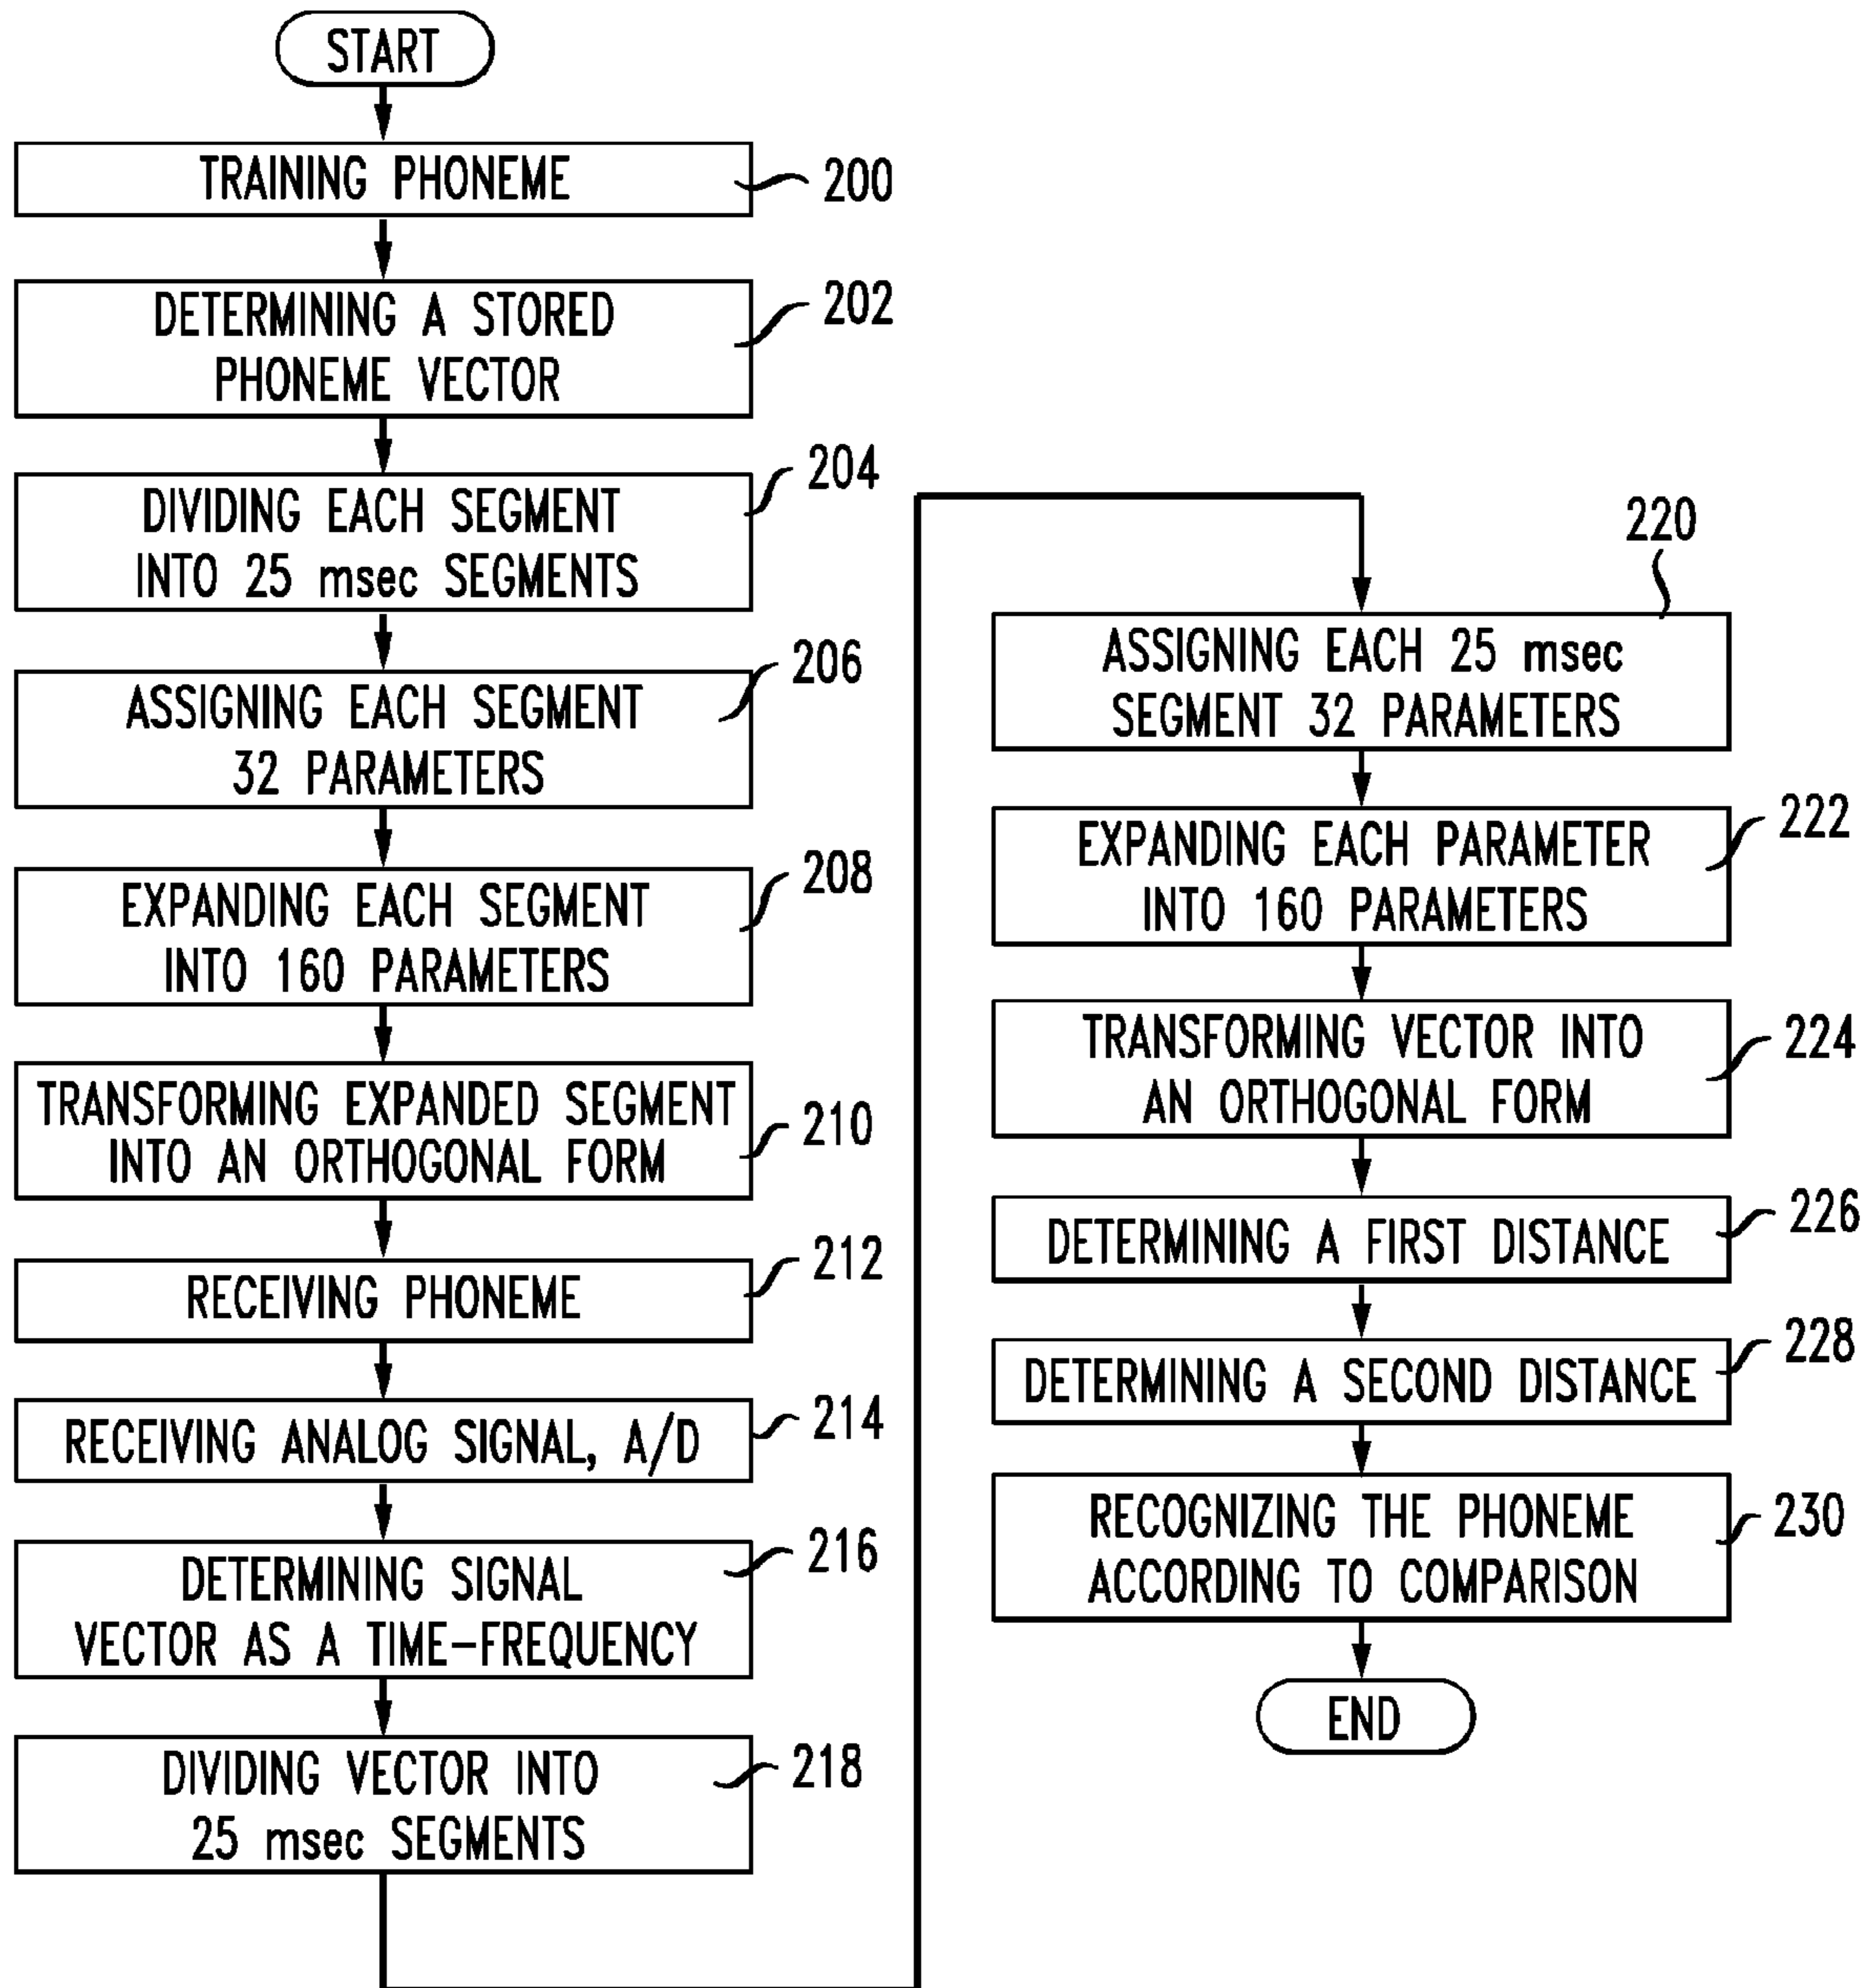 START
TRAINING PHONEME
200
DETERMINING A STORED
PHONEME VECTOR
202
DIVIDING EACH SEGMENT
INTO 25 msec SEGMENTS
204
ASSIGNING EACH SEGMENT
32 PARAMETERS
206
EXPANDING EACH SEGMENT
INTO 160 PARAMETERS
208
TRANSFORMING EXPANDED SEGMENT
INTO AN ORTHOGONAL FORM
210
RECEIVING PHONEME
212
RECEIVING ANALOG SIGNAL, A/D
214
DETERMINING SIGNAL
VECTOR AS A TIME-FREQUENCY
216
DIVIDING VECTOR INTO
25 msec SEGMENTS
218
220
ASSIGNING EACH 25 msec
SEGMENT 32 PARAMETERS
EXPANDING EACH PARAMETER
INTO 160 PARAMETERS
222
TRANSFORMING VECTOR INTO
AN ORTHOGONAL FORM
224
DETERMINING A FIRST DISTANCE
226
DETERMINING A SECOND DISTANCE
228
RECOGNIZING THE PHONEME
ACCORDING TO COMPARISON
230
END